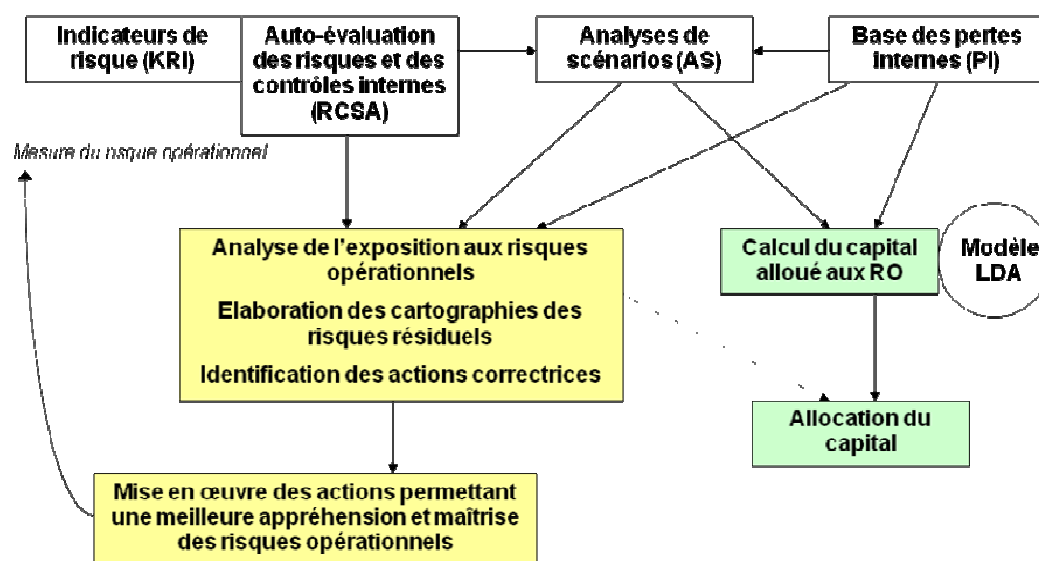 Indicateurs de
risque (KRI)
Auto-évaluation
des risques et des
contrôles internes
(RCSA)
Analyses de
scénarios (AS)
Base des pertes
internes (PI)
Mesure du risque opérationnel
Analyse de l’exposition aux risques
opérationnels
Elaboration des cartographies des
risques résiduels
Identification des actions correctrices
Calcul du capital
alloué aux RO
Modèle
LDA
Allocation du
capital
Mise en œuvre des actions permettant
une meilleure appréhension et maîtrise
des risques opérationnels